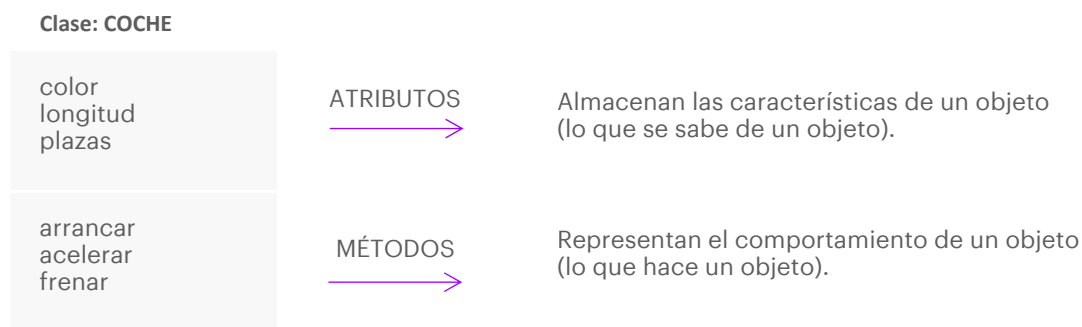 Clase: COCHE
color
longitud
plazas
ATRIBUTOS
Almacenan las características de un objeto
(lo que se sabe de un objeto).
arrancar
acelerar
frenar
MÉTODOS
Representan el comportamiento de un objeto
(lo que hace un objeto).